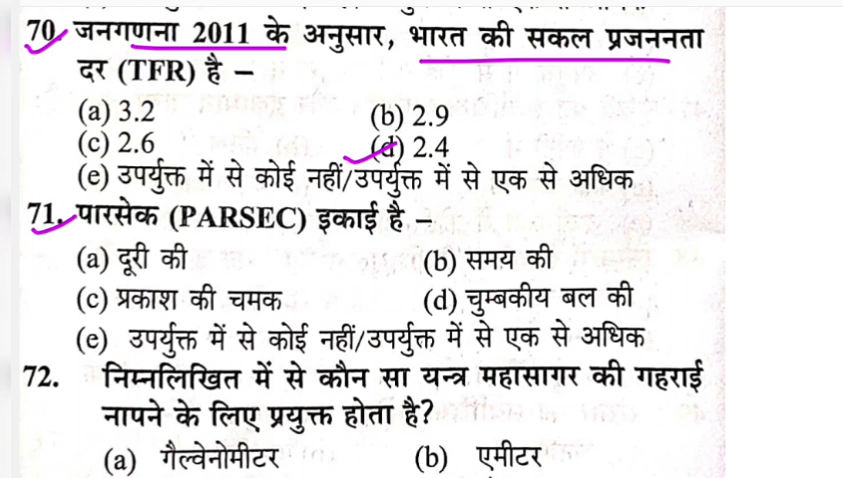 70. जनगणना 2011 के अनुसार, भारत की सकल प्रजननता
दर (TFR) है –
(a) 3.2 (b) 2.9
(c) 2.6 (d) 2.4
(e) उपर्युक्त में से कोई नहीं/उपर्युक्त में से एक से अधिक
71. पारसेक (PARSEC) इकाई है –
(a) दूरी की (b) समय की
(c) प्रकाश की चमक (d) चुम्बकीय बल की
(e) उपर्युक्त में से कोई नहीं/उपर्युक्त में से एक से अधिक
72. निम्नलिखित में से कौन सा यन्त्र महासागर की गहराई
नापने के लिए प्रयुक्त होता है?
(a) गैल्वेनोमीटर (b) एमीटर